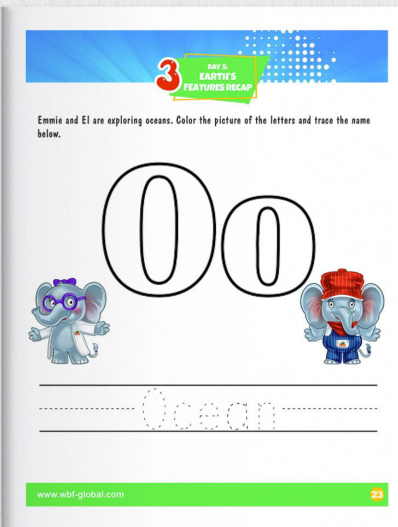 3
DAY 5:
EARTH'S
FEATURES RECAP
Emmie and El are exploring oceans. Color the picture of the letters and trace the name
below.
Oo
Ocean
www.wbf-global.com
23